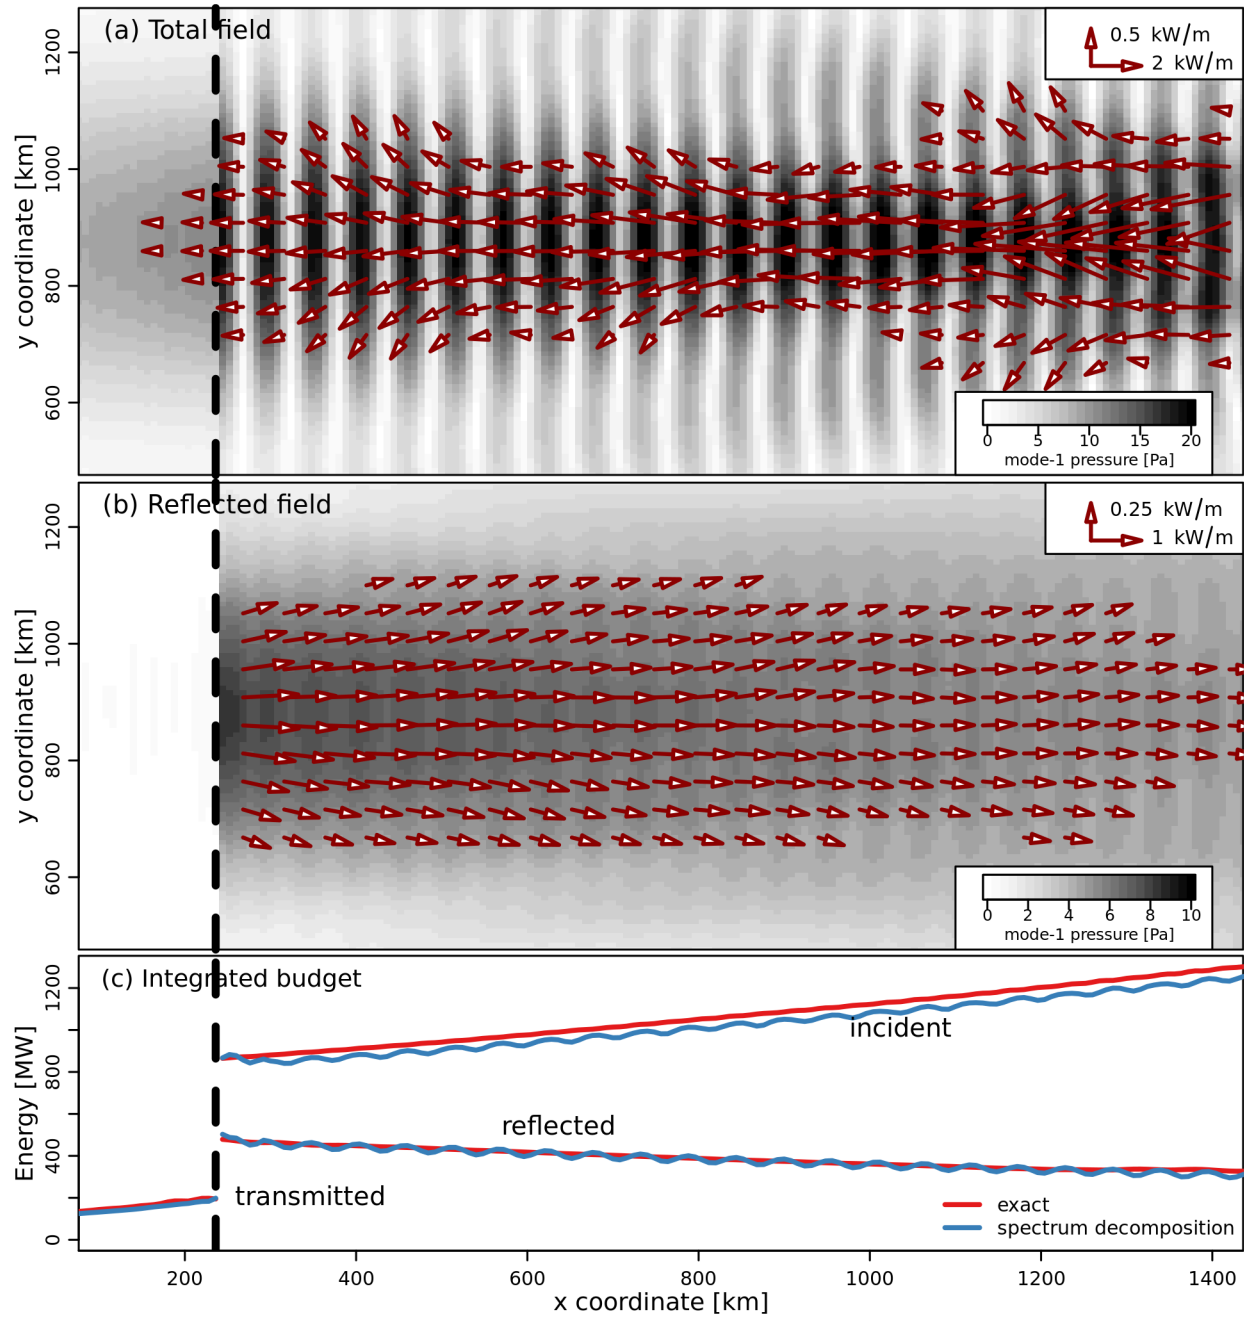 (a) Total field
0.5 kW/m
2 kW/m
y coordinate [km]
1200
1000
800
600
0 5 10 15 20
mode-1 pressure [Pa]
(b) Reflected field
0.25 kW/m
1 kW/m
y coordinate [km]
1200
1000
800
600
0 2 4 6 8 10
mode-1 pressure [Pa]
(c) Integrated budget
Energy [MW]
1200
800
400
0
incident
reflected
transmitted
exact
spectrum decomposition
200 400 600 800 1000 1200 1400
x coordinate [km]